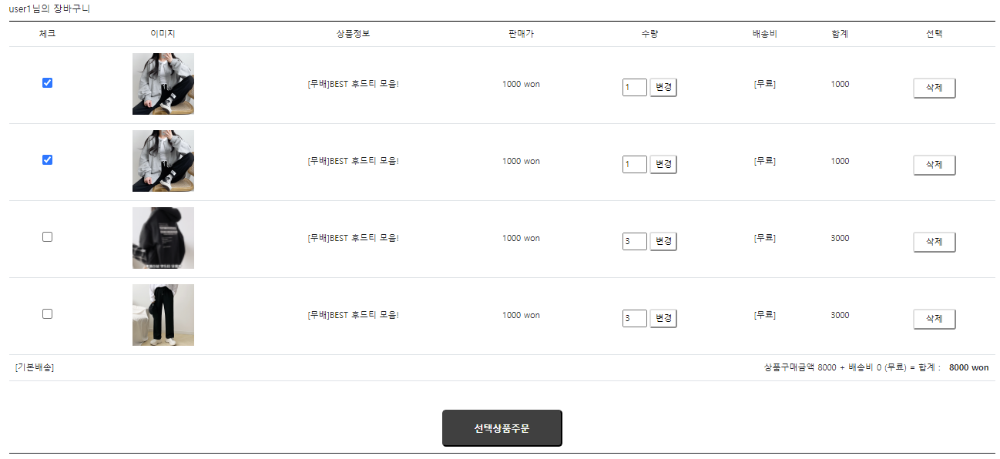 user1님의 장바구니
체크 이미지 상품정보 판매가 수량 배송비 합계 선택
[무배]BEST 후드티 모음! 1000 won 1 변경 [무료] 1000 삭제
[무배]BEST 후드티 모음! 1000 won 1 변경 [무료] 1000 삭제
[무배]BEST 후드티 모음! 1000 won 3 변경 [무료] 3000 삭제
[무배]BEST 후드티 모음! 1000 won 3 변경 [무료] 3000 삭제
[기본배송] 상품구매금액 8000 + 배송비 0 (무료) = 합계 : 8000 won
선택상품주문